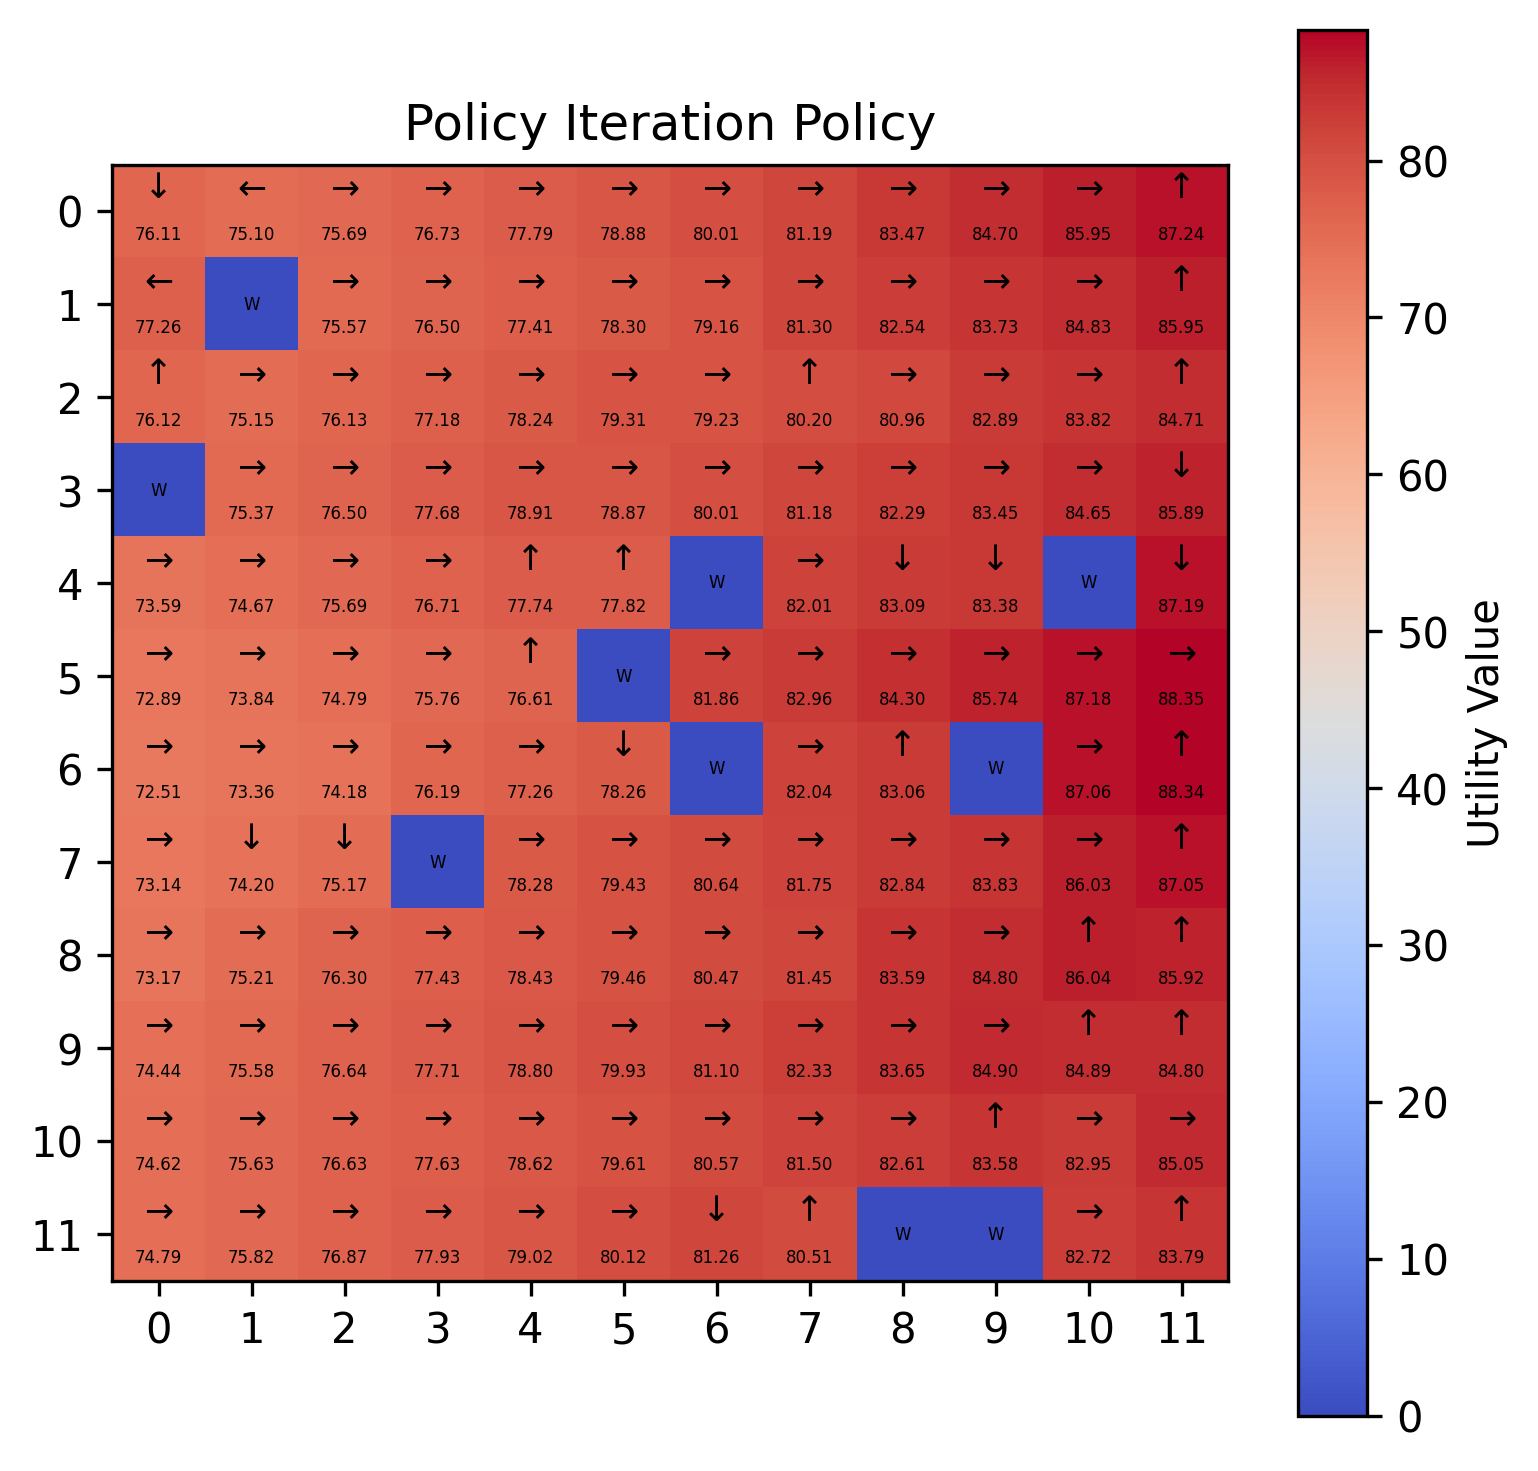 Policy Iteration Policy
0 ↓ ← → → → → → → → → → ↑
76.11 75.10 75.69 76.73 77.79 78.88 80.01 81.19 83.47 84.70 85.95 87.24
1 ← W → → → → → → → → → ↑
77.26 75.57 76.50 77.41 78.30 79.16 81.30 82.54 83.73 84.83 85.95
2 ↑ → → → → → → ↑ → → → ↑
76.12 75.15 76.13 77.18 78.24 79.31 79.23 80.20 80.96 82.89 83.82 84.71
3 W → → → → → → → → → → ↓
75.37 76.50 77.68 78.91 78.87 80.01 81.18 82.29 83.45 84.65 85.89
4 → → → → ↑ ↑ W → ↓ ↓ W ↓
73.59 74.67 75.69 76.71 77.74 77.82 82.01 83.09 83.38 87.19
5 → → → → ↑ W → → → → → →
72.89 73.84 74.79 75.76 76.61 81.86 82.96 84.30 85.74 87.18 88.35
6 → → → → → ↓ W → ↑ W → ↑
72.51 73.36 74.18 76.19 77.26 78.26 82.04 83.06 87.06 88.34
7 → ↓ ↓ W → → → → → → → ↑
73.14 74.20 75.17 78.28 79.43 80.64 81.75 82.84 83.83 86.03 87.05
8 → → → → → → → → → → ↑ ↑
73.17 75.21 76.30 77.43 78.43 79.46 80.47 81.45 83.59 84.80 86.04 85.92
9 → → → → → → → → → → ↑ ↑
74.44 75.58 76.64 77.71 78.80 79.93 81.10 82.33 83.65 84.90 84.89 84.80
10 → → → → → → → → → ↑ → →
74.62 75.63 76.63 77.63 78.62 79.61 80.57 81.50 82.61 83.58 82.95 85.05
11 → → → → → → ↓ ↑ W W → ↑
74.79 75.82 76.87 77.93 79.02 80.12 81.26 80.51 82.72 83.79
0 1 2 3 4 5 6 7 8 9 10 11
80
70
60
50
40
30
20
10
0
Utility Value